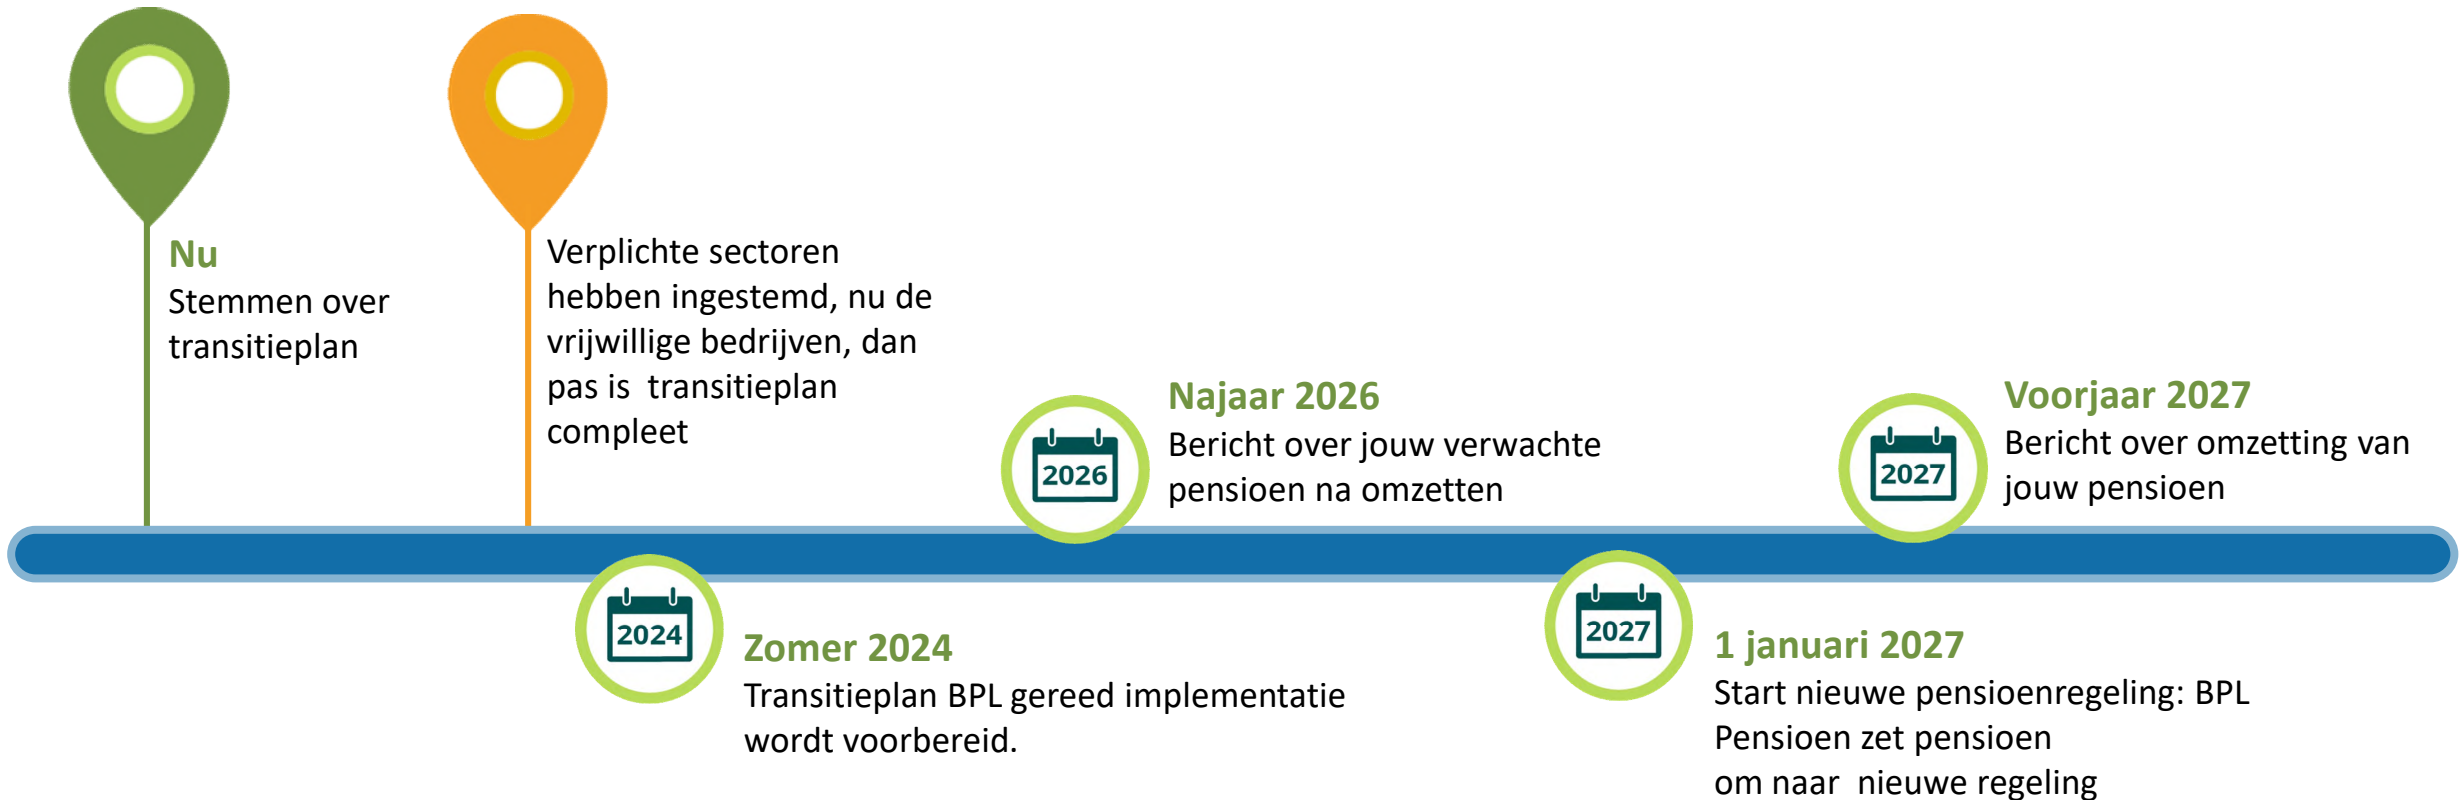 Nu
Stemmen over
transitieplan
Verplichte sectoren
hebben ingestemd, nu de
vrijwillige bedrijven, dan
pas is  transitieplan
compleet
2024
Zomer 2024
Transitieplan BPL gereed implementatie
wordt voorbereid.
2026
Najaar 2026
Bericht over jouw verwachte
pensioen na omzetten
2027
1 januari 2027
Start nieuwe pensioenregeling: BPL
Pensioen zet pensioen
om naar  nieuwe regeling
2027
Voorjaar 2027
Bericht over omzetting van
jouw pensioen